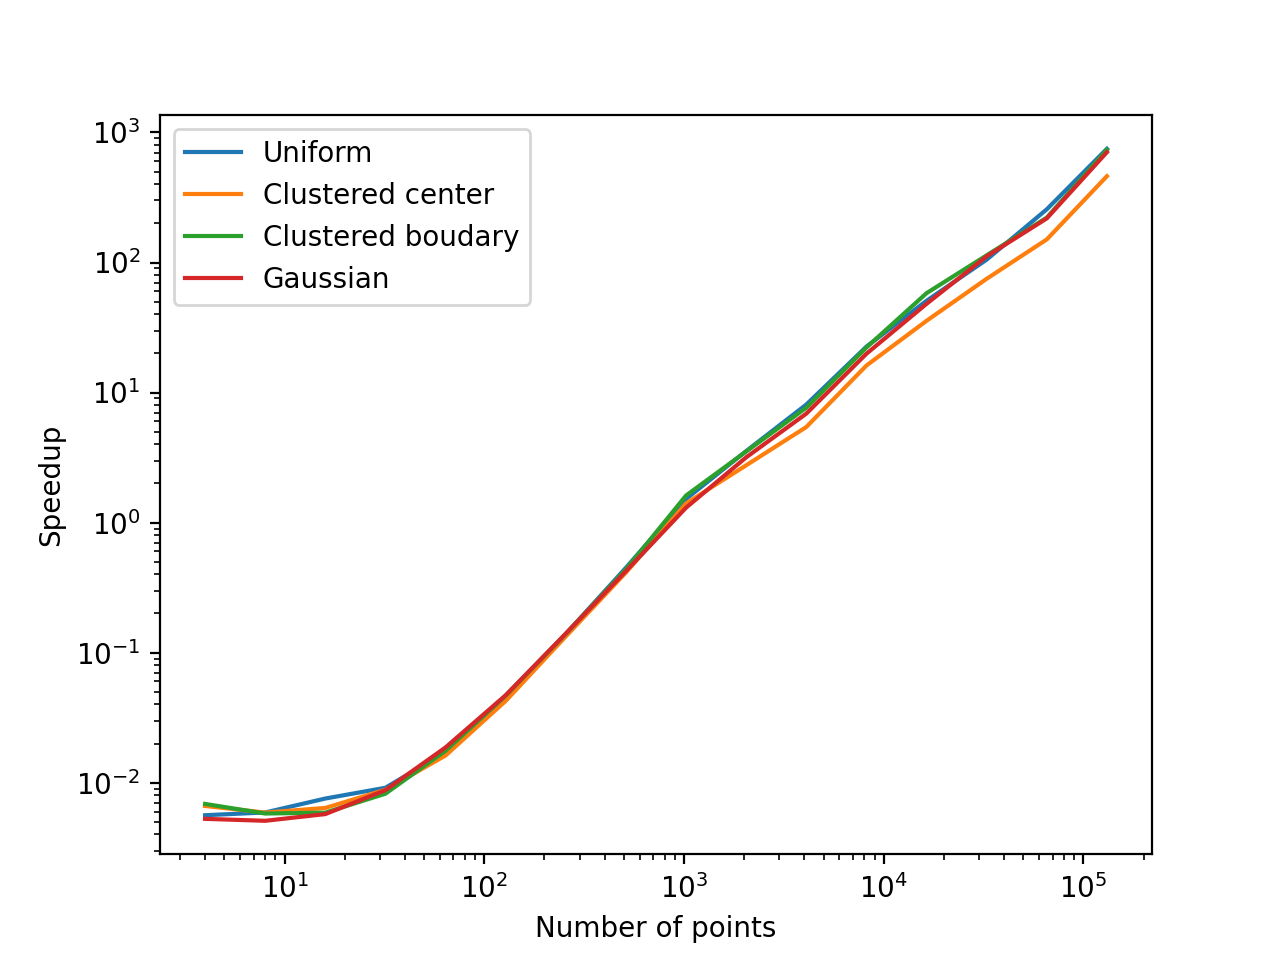 Uniform
Clustered center
Clustered boudary
Gaussian
10³
10²
10¹
10⁰
10⁻¹
10⁻²
Speedup
10¹ 10² 10³ 10⁴ 10⁵
Number of points